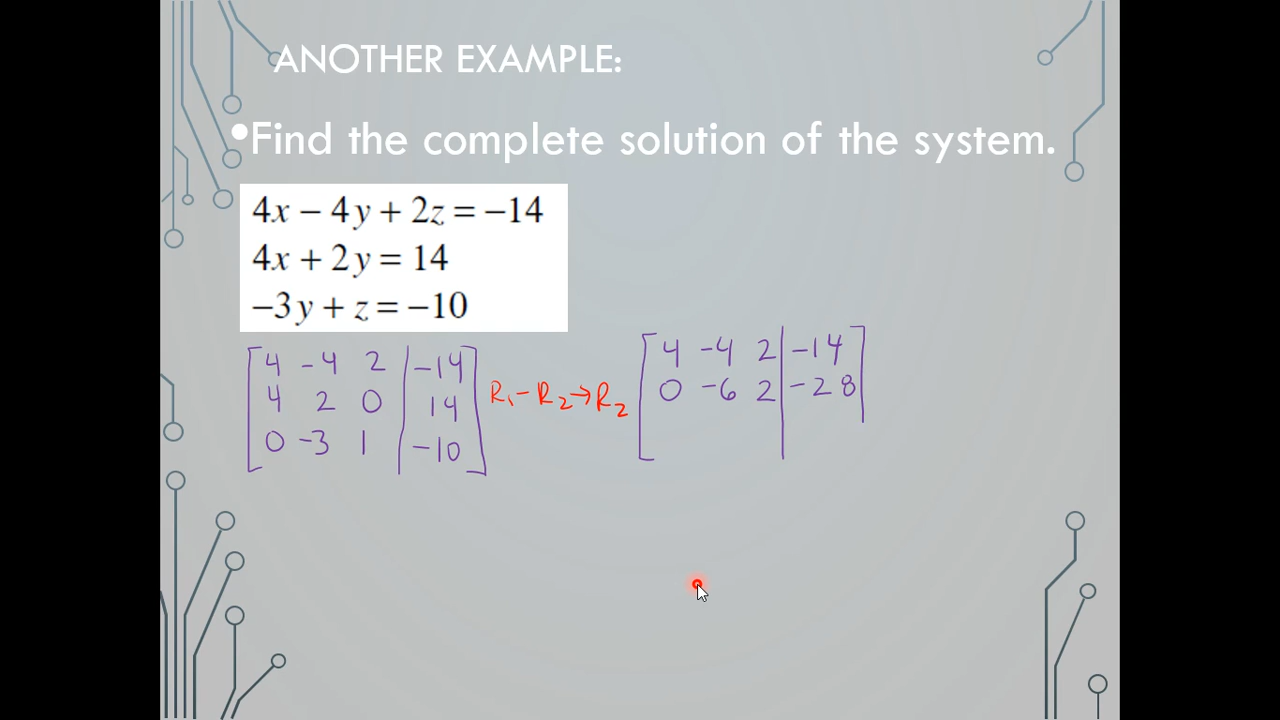 ANOTHER EXAMPLE:
•Find the complete solution of the system.
4x − 4y + 2z = −14
4x + 2y = 14
−3y + z = −10
4 -4 2 | -14
4 2 0 | 14
0 -3 1 | -10
R₁ - R₂ → R₂
4 -4 2 | -14
0 -6 2 | -28